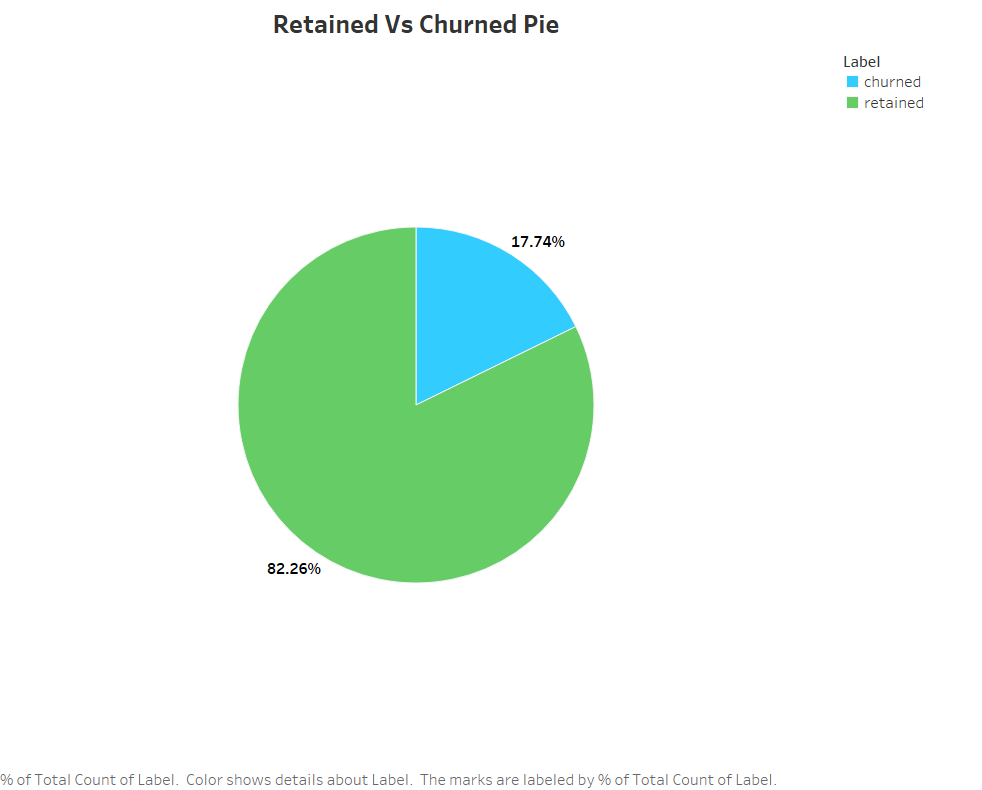 Retained Vs Churned Pie
Label
churned
retained
17.74%
82.26%
% of Total Count of Label.  Color shows details about Label.  The marks are labeled by % of Total Count of Label.